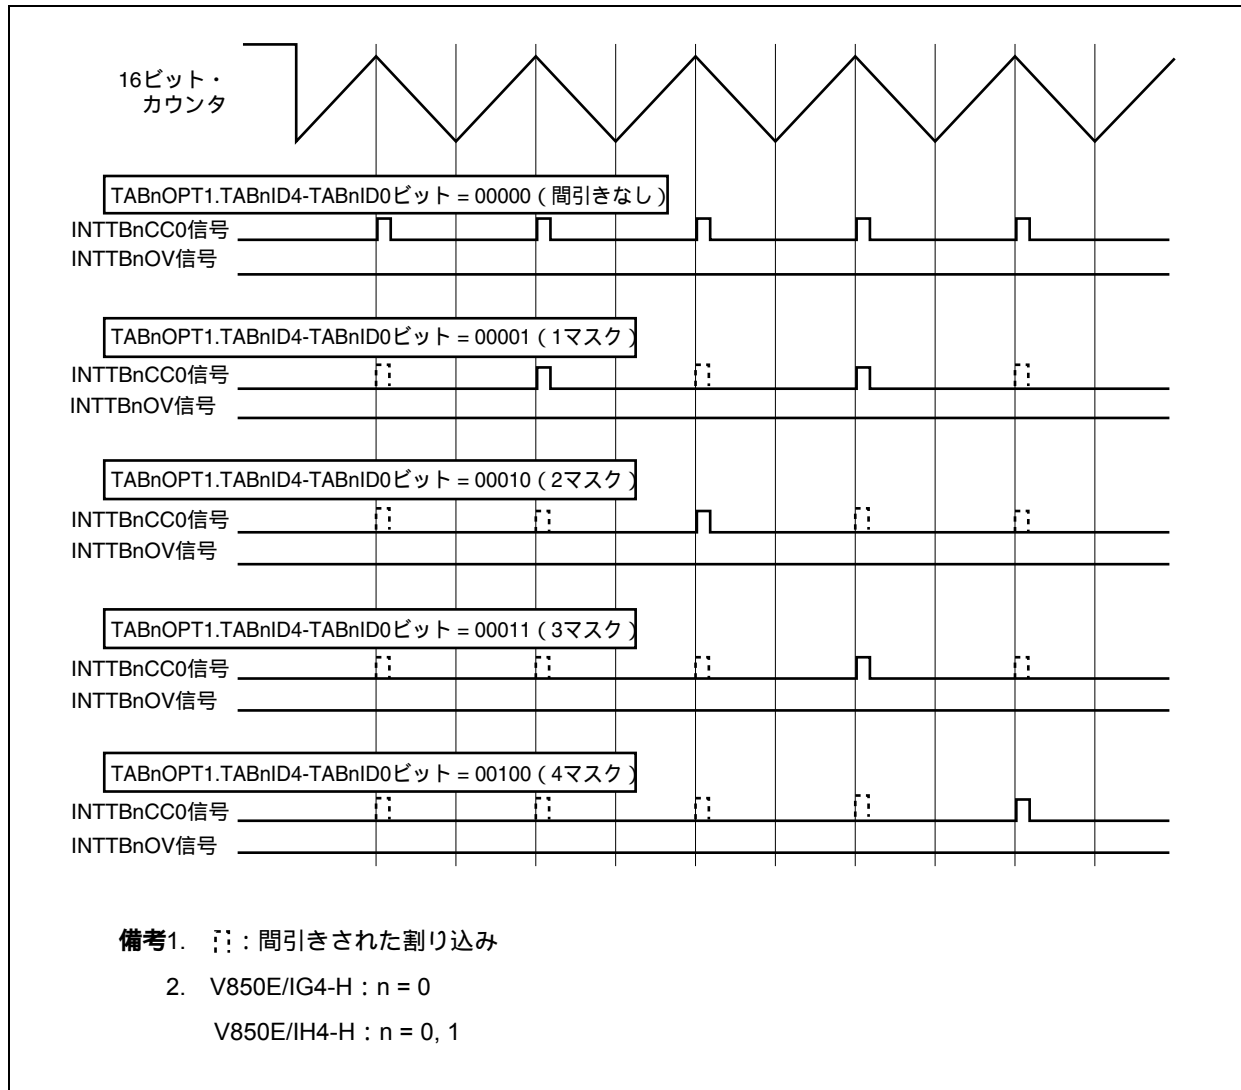 16ビット・
カウンタ
TABnOPT1.TABnID4-TABnID0ビット = 00000（間引きなし）
INTTBnCC0信号
INTTBnOV信号
TABnOPT1.TABnID4-TABnID0ビット = 00001（1マスク）
INTTBnCC0信号
INTTBnOV信号
TABnOPT1.TABnID4-TABnID0ビット = 00010（2マスク）
INTTBnCC0信号
INTTBnOV信号
TABnOPT1.TABnID4-TABnID0ビット = 00011（3マスク）
INTTBnCC0信号
INTTBnOV信号
TABnOPT1.TABnID4-TABnID0ビット = 00100（4マスク）
INTTBnCC0信号
INTTBnOV信号
備考1. ：間引きされた割り込み
2. V850E/IG4-H：n = 0
V850E/IH4-H：n = 0, 1